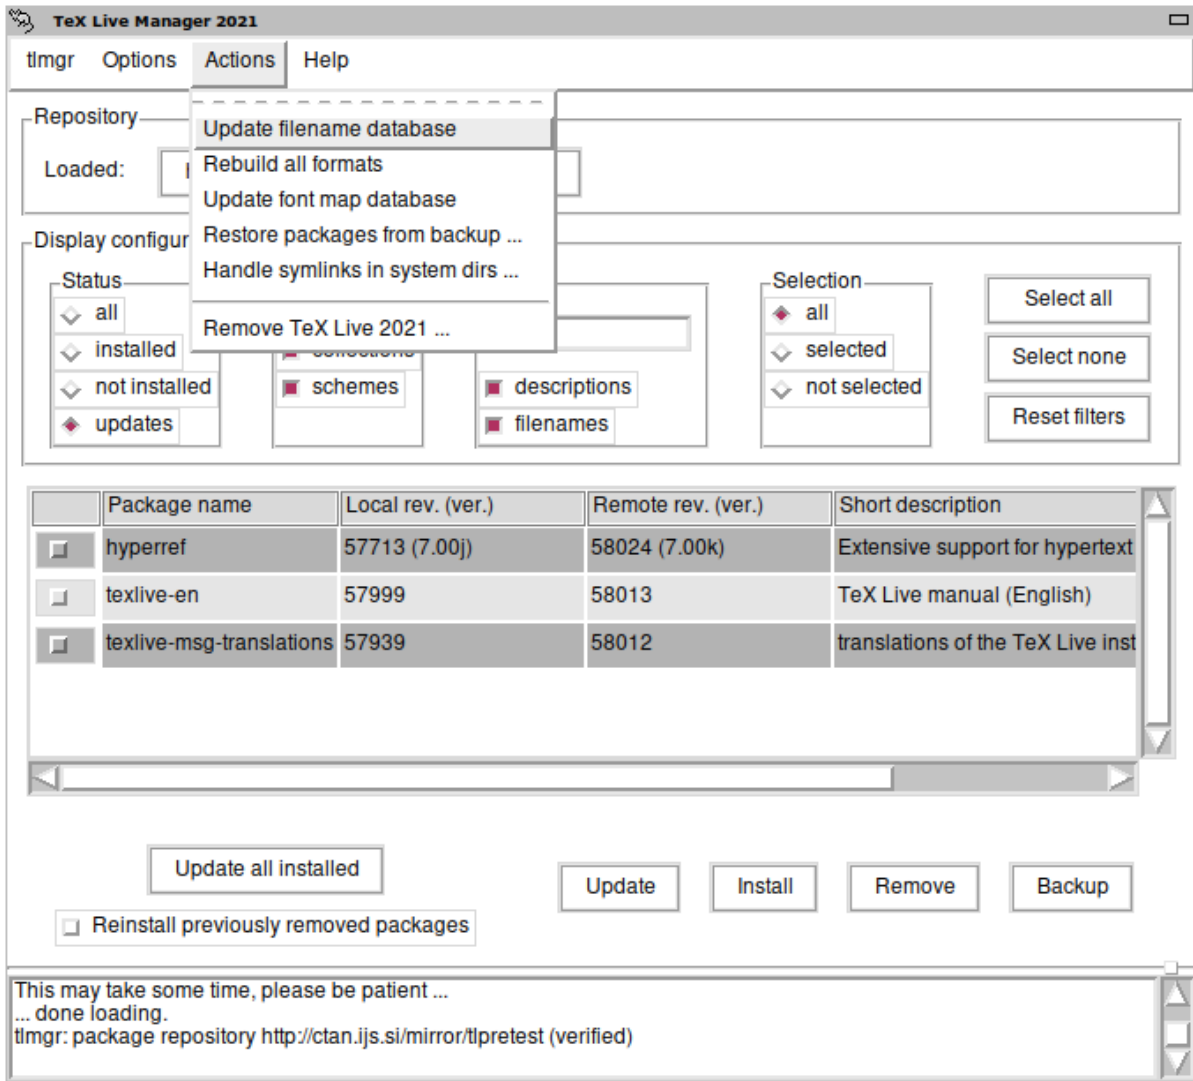 TeX Live Manager 2021
tlmgr Options Actions Help
Repository
Loaded:
Update filename database
Rebuild all formats
Update font map database
Restore packages from backup ...
Handle symlinks in system dirs ...
Remove TeX Live 2021 ...
Display configur
Status
all
installed
not installed
updates
collections
schemes
descriptions
filenames
Selection
all
selected
not selected
Select all
Select none
Reset filters
Package name Local rev. (ver.) Remote rev. (ver.) Short description
hyperref 57713 (7.00j) 58024 (7.00k) Extensive support for hypertext
texlive-en 57999 58013 TeX Live manual (English)
texlive-msg-translations 57939 58012 translations of the TeX Live inst
Update all installed
Reinstall previously removed packages
Update Install Remove Backup
This may take some time, please be patient ...
... done loading.
tlmgr: package repository http://ctan.ijs.si/mirror/tlpretest (verified)